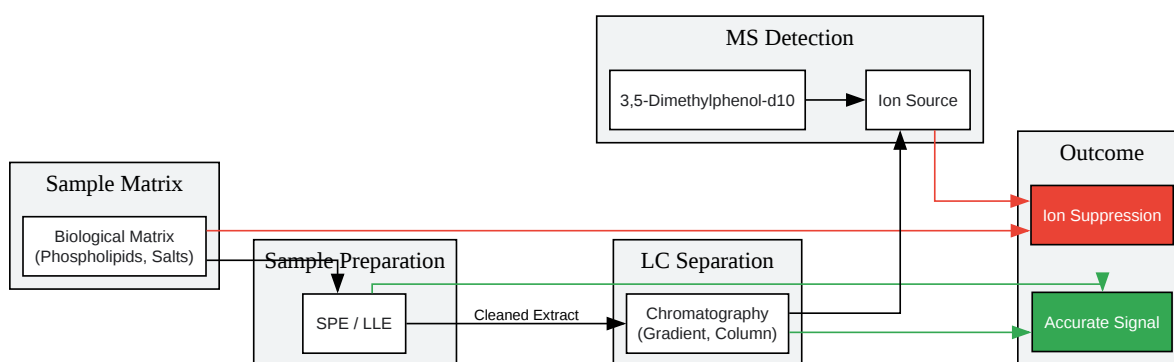 MS Detection
3,5-Dimethylphenol-d10
Ion Source
Outcome
Ion Suppression
Accurate Signal
Sample Matrix
Biological Matrix
(Phospholipids, Salts)
Sample Preparation
SPE / LLE
Cleaned Extract
LC Separation
Chromatography
(Gradient, Column)